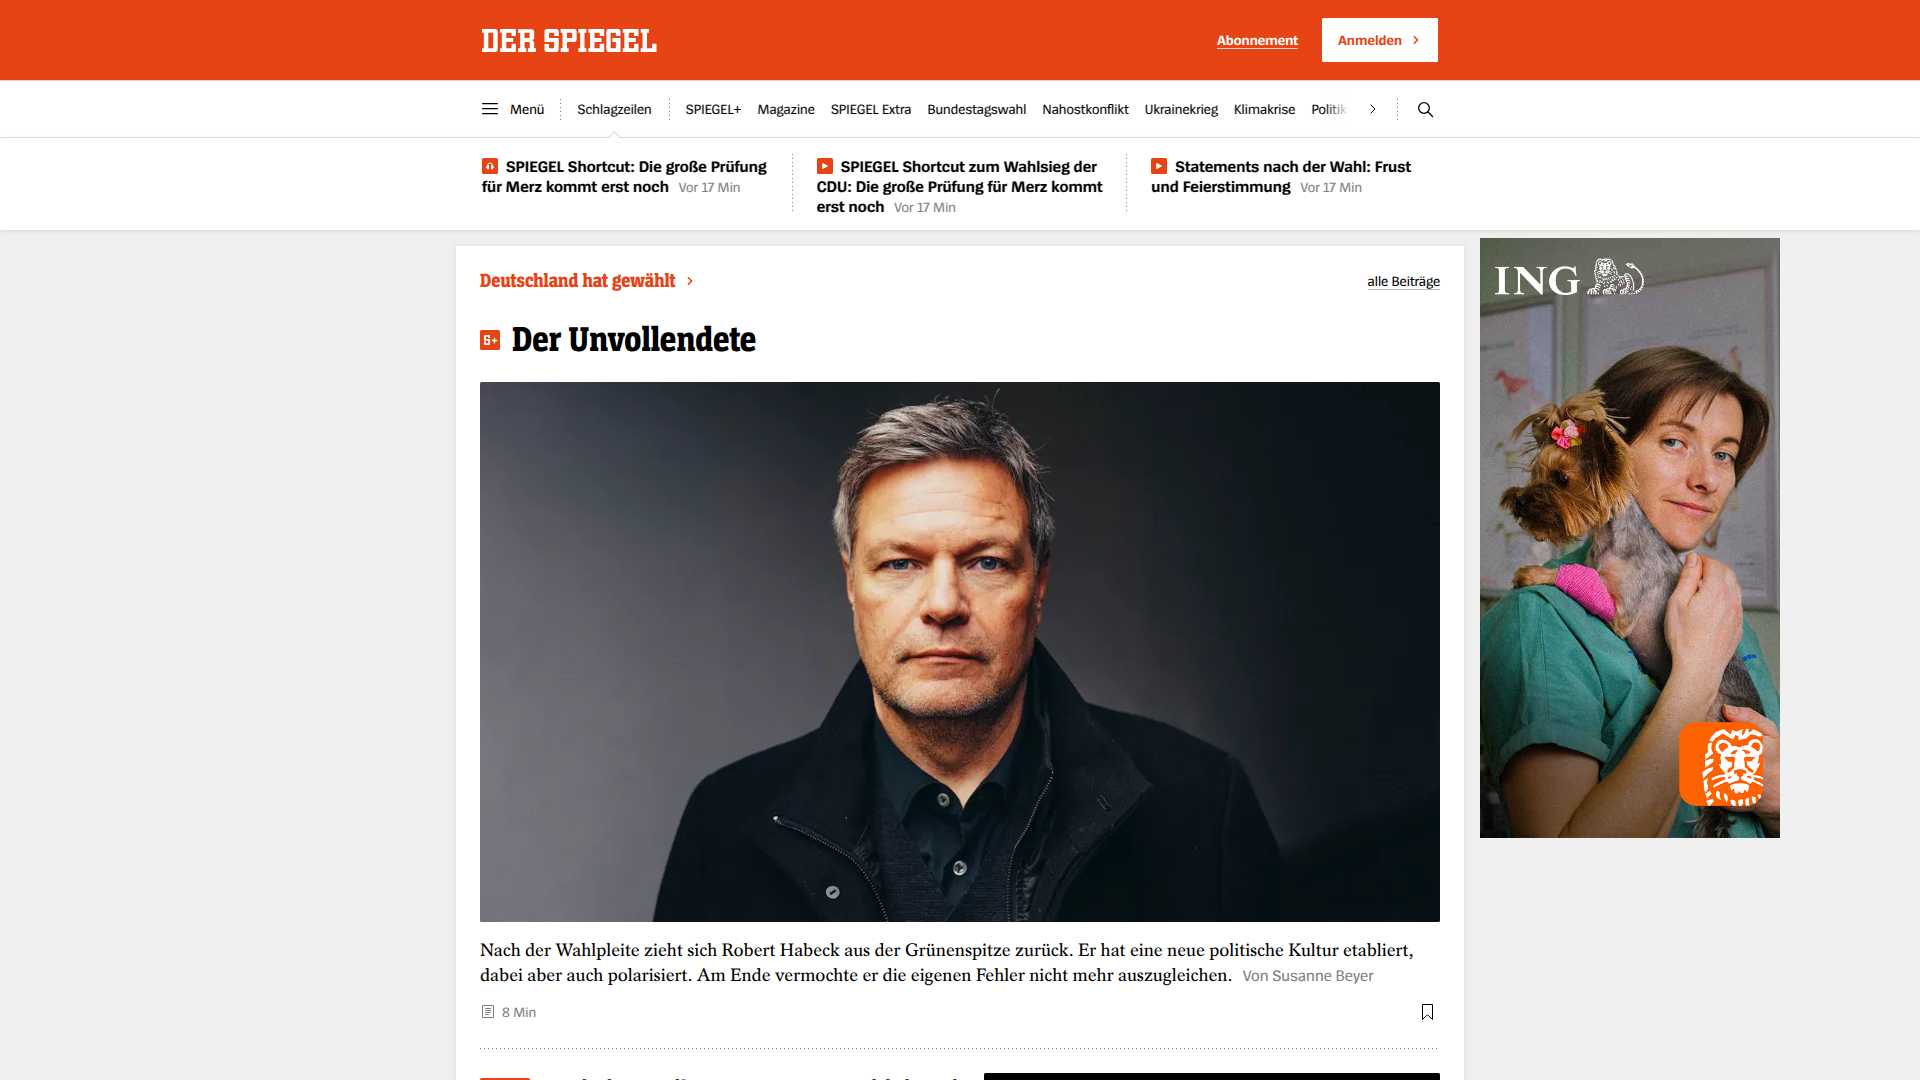 DER SPIEGEL
Abonnement
Anmelden
Menü
Schlagzeilen
SPIEGEL+
Magazine
SPIEGEL Extra
Bundestagswahl
Nahostkonflikt
Ukrainekrieg
Klimakrise
Politik
SPIEGEL Shortcut: Die große Prüfung
für Merz kommt erst noch Vor 17 Min
SPIEGEL Shortcut zum Wahlsieg der
CDU: Die große Prüfung für Merz kommt
erst noch Vor 17 Min
Statements nach der Wahl: Frust
und Feierstimmung Vor 17 Min
Deutschland hat gewählt
alle Beiträge
S+ Der Unvollendete
Nach der Wahlpleite zieht sich Robert Habeck aus der Grünenspitze zurück. Er hat eine neue politische Kultur etabliert,
dabei aber auch polarisiert. Am Ende vermochte er die eigenen Fehler nicht mehr auszugleichen. Von Susanne Beyer
8 Min
ING